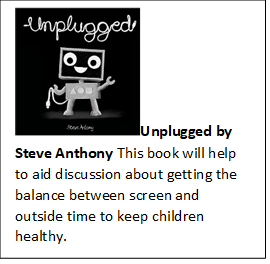 Unplugged
Steve Antony
Unplugged by
Steve Anthony This book will help
to aid discussion about getting the
balance between screen and
outside time to keep children
healthy.